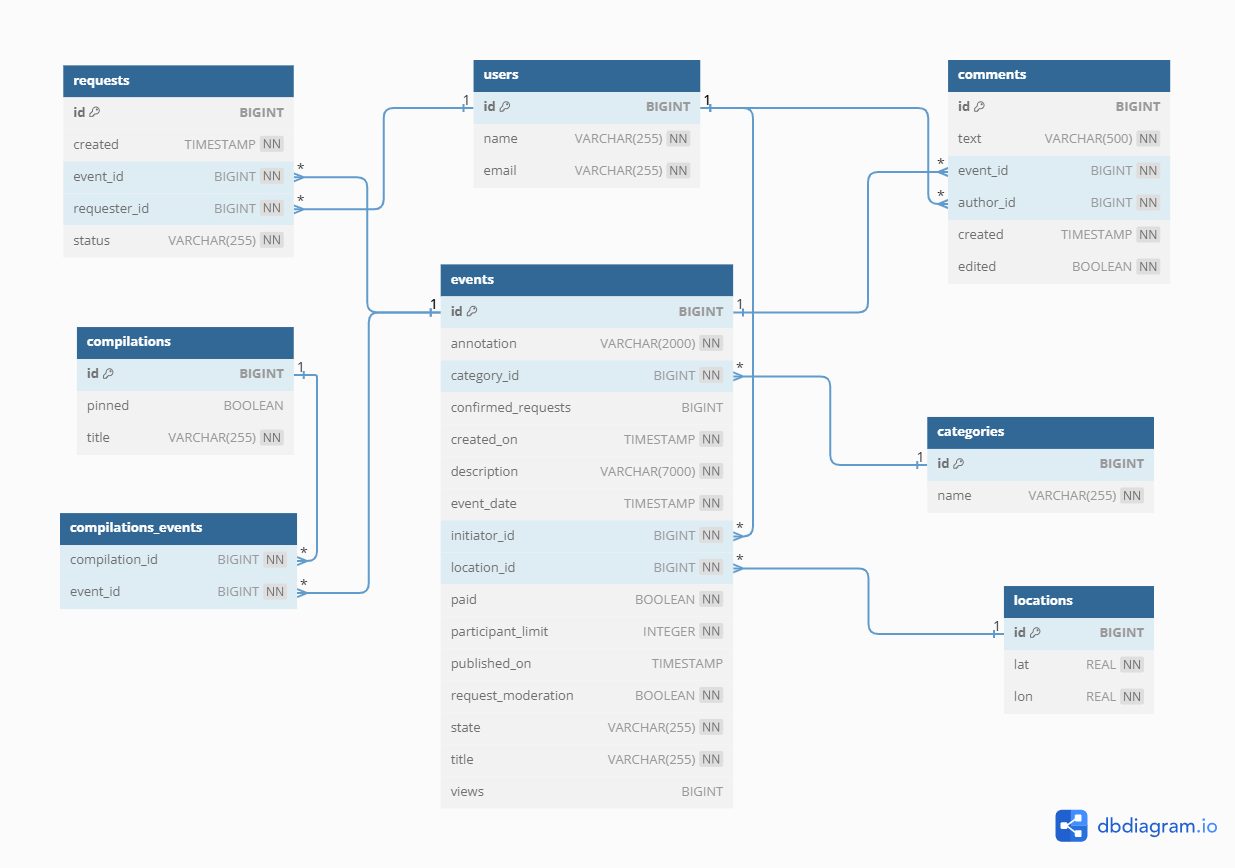 requests
id BIGINT
created TIMESTAMP NN
event_id BIGINT NN *
requester_id BIGINT NN *
status VARCHAR(255) NN
users
1 id BIGINT 1
name VARCHAR(255) NN
email VARCHAR(255) NN
comments
id BIGINT
text VARCHAR(500) NN
* event_id BIGINT NN
* author_id BIGINT NN
created TIMESTAMP NN
edited BOOLEAN NN
events
1 id BIGINT 1
annotation VARCHAR(2000) NN
category_id BIGINT NN *
confirmed_requests BIGINT
created_on TIMESTAMP NN
description VARCHAR(7000) NN
event_date TIMESTAMP NN
initiator_id BIGINT NN *
location_id BIGINT NN *
paid BOOLEAN NN
participant_limit INTEGER NN
published_on TIMESTAMP
request_moderation BOOLEAN NN
state VARCHAR(255) NN
title VARCHAR(255) NN
views BIGINT
compilations
id BIGINT 1
pinned BOOLEAN
title VARCHAR(255) NN
compilations_events
compilation_id BIGINT NN *
event_id BIGINT NN *
categories
1 id BIGINT
name VARCHAR(255) NN
locations
1 id BIGINT
lat REAL NN
lon REAL NN
dbdiagram.io